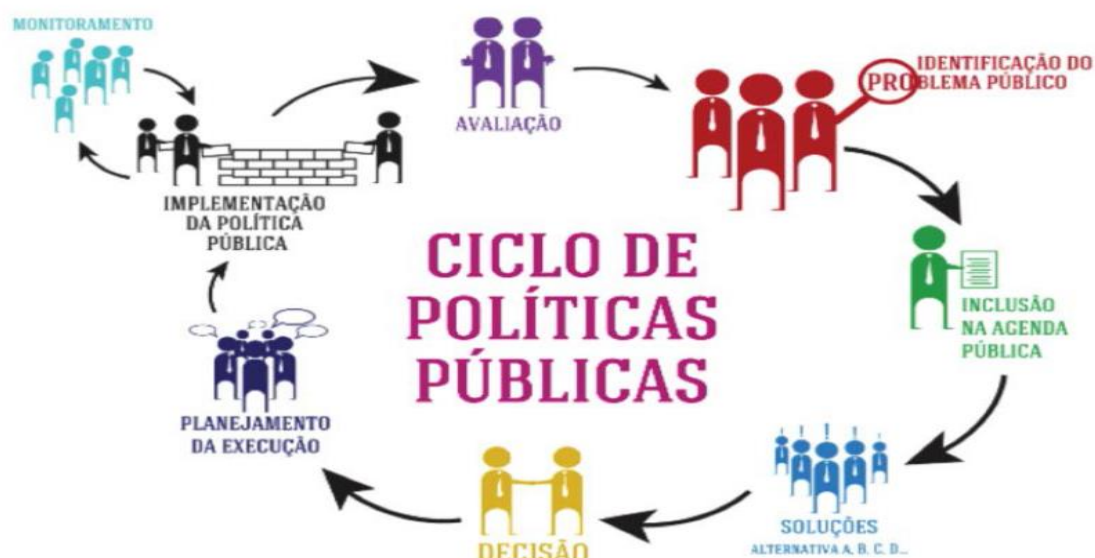 MONITORAMENTO
IMPLEMENTAÇÃO
DA POLÍTICA
PÚBLICA
AVALIAÇÃO
IDENTIFICAÇÃO DO
PROBLEMA PÚBLICO
INCLUSÃO
NA AGENDA
PÚBLICA
CICLO DE
POLÍTICAS
PÚBLICAS
PLANEJAMENTO
DA EXECUÇÃO
DECISÃO
SOLUÇÕES
ALTERNATIVA A, B, C, D...